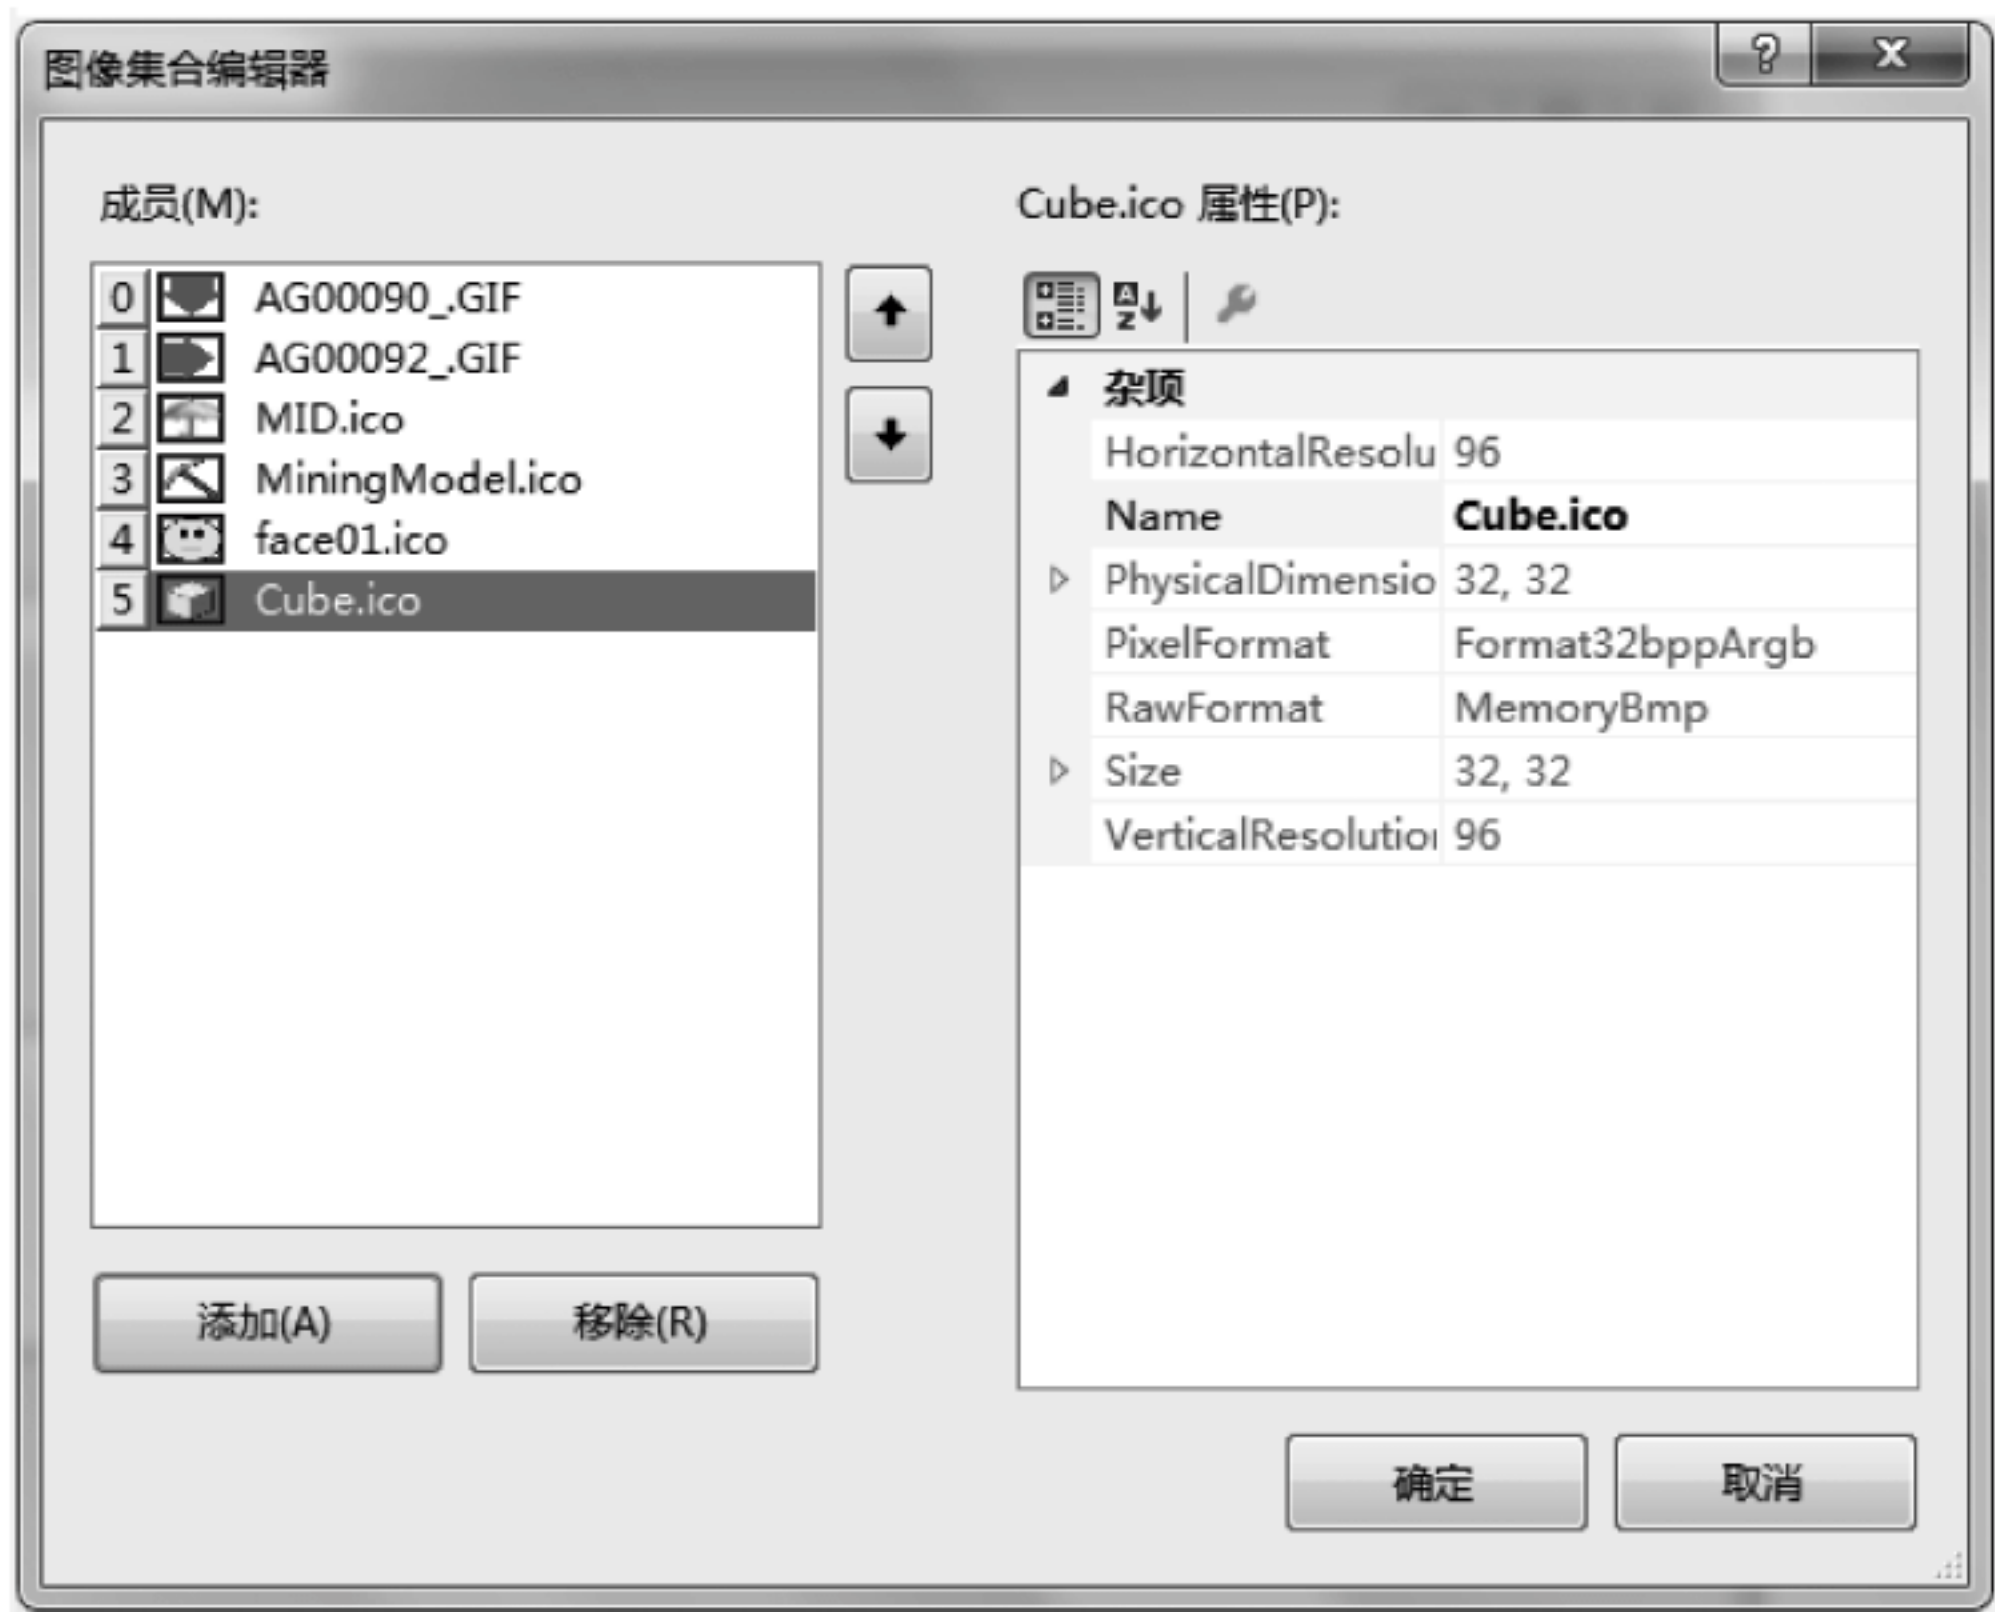 图像集合编辑器
成员(M):
0 AG00090_.GIF
1 AG00092_.GIF
2 MID.ico
3 MiningModel.ico
4 face01.ico
5 Cube.ico
添加(A) 移除(R)
Cube.ico 属性(P):
杂项
HorizontalResolu 96
Name Cube.ico
PhysicalDimensio 32, 32
PixelFormat Format32bppArgb
RawFormat MemoryBmp
Size 32, 32
VerticalResolution 96
确定 取消